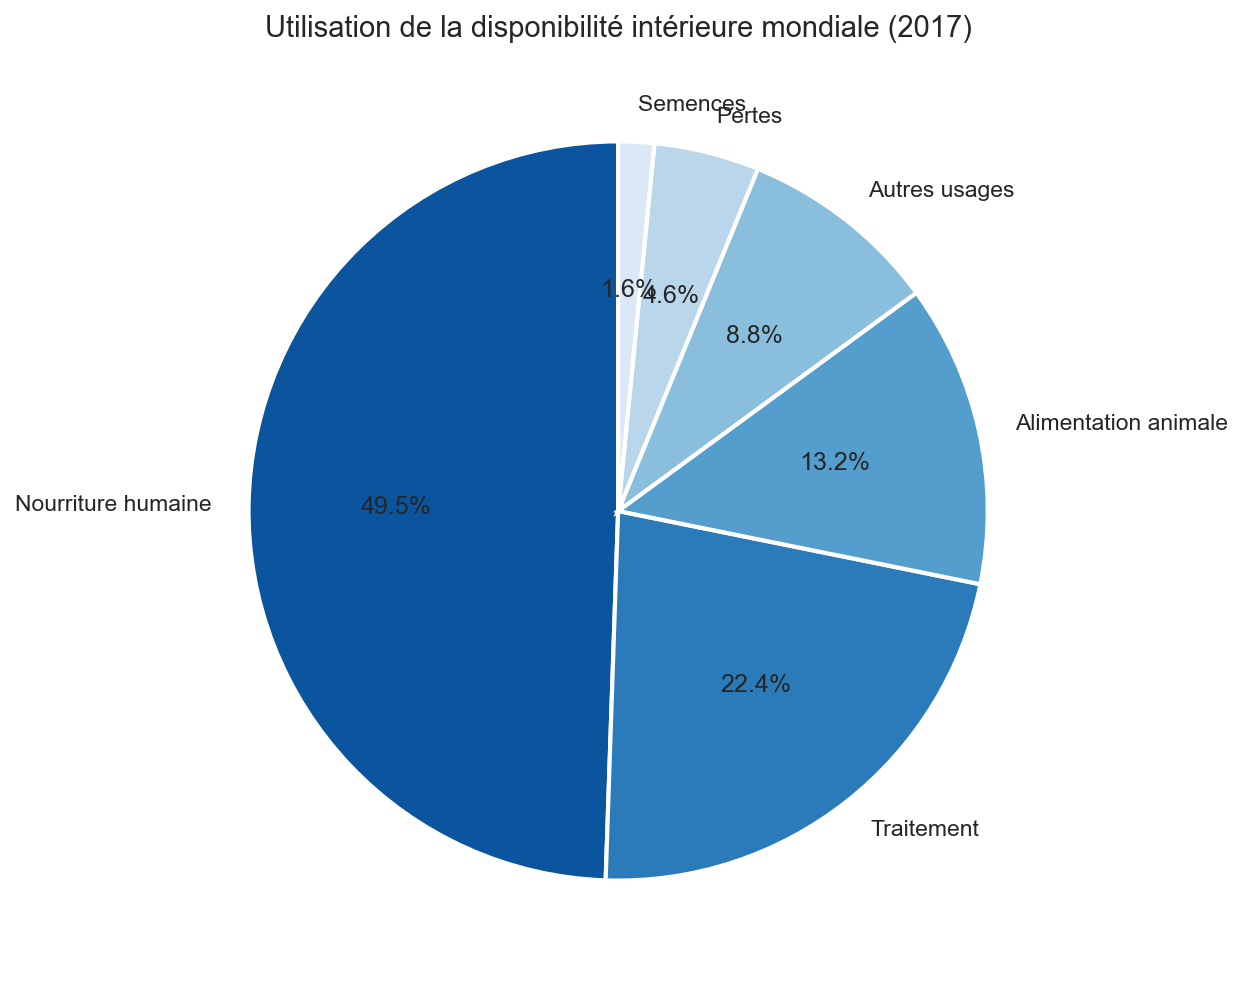 Utilisation de la disponibilité intérieure mondiale (2017)
Semences
Pertes
Autres usages
Alimentation animale
Nourriture humaine
Traitement
1.6%
4.6%
8.8%
13.2%
49.5%
22.4%